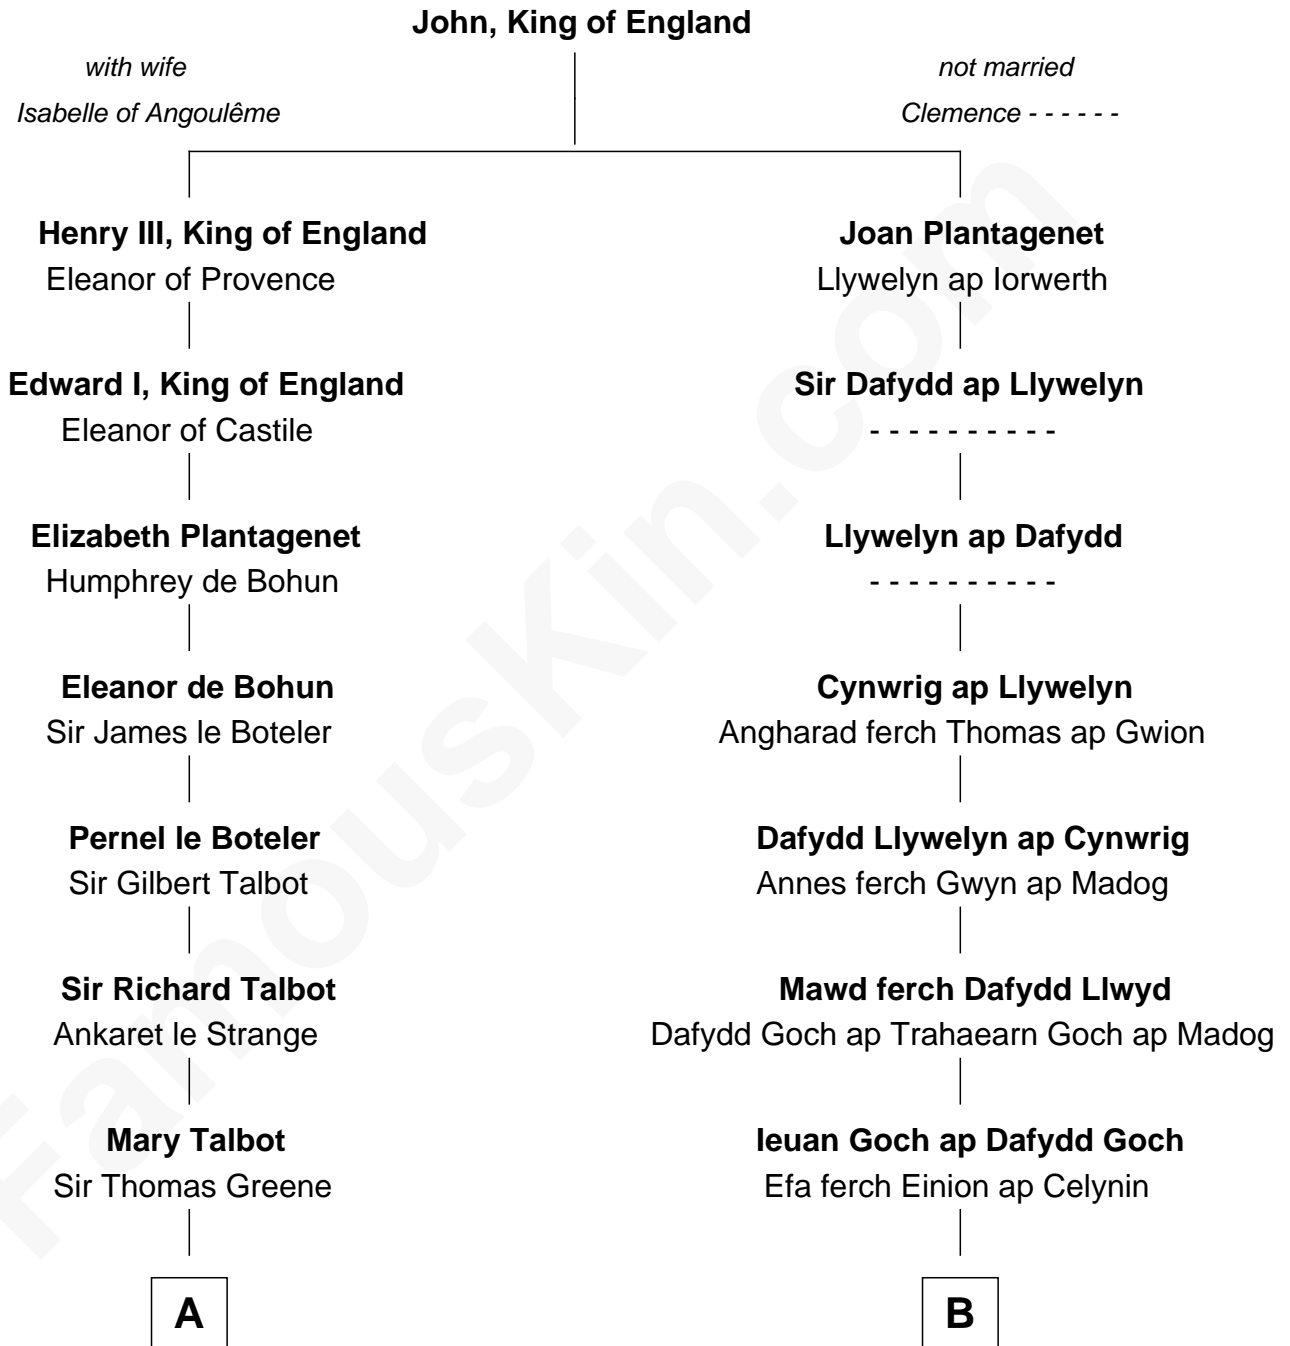 John, King of England
with wife
not married
Isabelle of Angoulême
Clemence - - - - - -
Henry III, King of England
Joan Plantagenet
Eleanor of Provence
Llywelyn ap Iorwerth
Edward I, King of England
Sir Dafydd ap Llywelyn
Eleanor of Castile
- - - - - - - - - -
Elizabeth Plantagenet
Llywelyn ap Dafydd
Humphrey de Bohun
- - - - - - - - - -
Eleanor de Bohun
Cynwrig ap Llywelyn
Sir James le Boteler
Angharad ferch Thomas ap Gwion
Pernel le Boteler
Dafydd Llywelyn ap Cynwrig
Sir Gilbert Talbot
Annes ferch Gwyn ap Madog
Sir Richard Talbot
Mawd ferch Dafydd Llwyd
Ankaret le Strange
Dafydd Goch ap Trahaearn Goch ap Madog
Mary Talbot
Ieuan Goch ap Dafydd Goch
Sir Thomas Greene
Efa ferch Einion ap Celynin
A
B
FamousKin.com